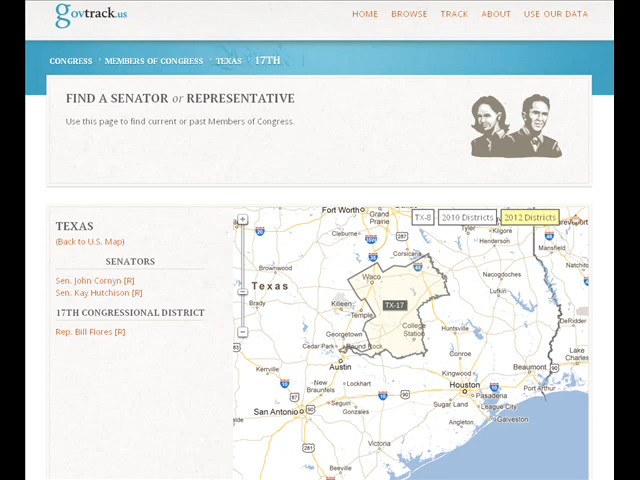 govtrack.us
HOME BROWSE TRACK ABOUT USE OUR DATA
CONGRESS MEMBERS OF CONGRESS TEXAS 17TH
FIND A SENATOR or REPRESENTATIVE
Use this page to find current or past Members of Congress.
TEXAS
(Back to U.S. Map)
SENATORS
Sen. John Cornyn [R]
Sen. Kay Hutchison [R]
17TH CONGRESSIONAL DISTRICT
Rep. Bill Flores [R]
TX-8 2010 Districts 2012 Districts
Fort Worth
Grand Prairie
Cleburne
Tyler
Kilgore
Henderson
Mansfield
Natchitoches
Corsicana
Brownwood
Waco
Texas
Nacogdoches
Lufkin
Brady
Killeen
Temple
TX-17
College Station
Huntsville
DeRidder
Georgetown
Cedar Park
Round Rock
Austin
Conroe
Lake Charles
Kerrville
Kingwood
Beaumont
Port Arthur
New Braunfels
Lockhart
Houston
Pasadena
San Antonio
Seguin
Gonzales
Sugar Land
League City
Angleton
Galveston
Victoria
Beeville